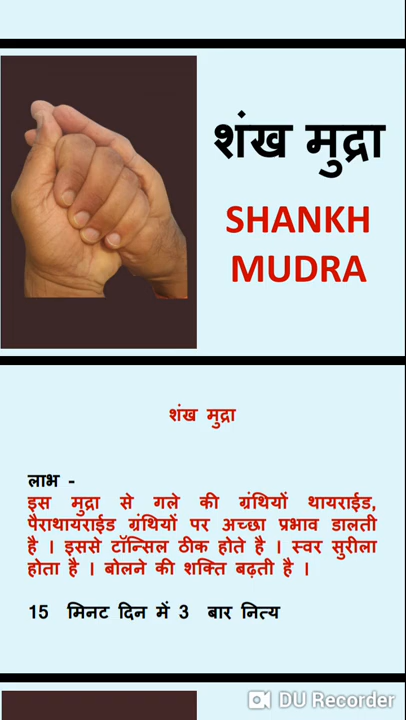 शंख मुद्रा
SHANKH
MUDRA
शंख मुद्रा
लाभ -
इस मुद्रा से गले की ग्रंथियों थायराईड,
पैराथायराईड ग्रंथियों पर अच्छा प्रभाव डालती
है । इससे टॉन्सिल ठीक होते है । स्वर सुरीला
होता है । बोलने की शक्ति बढ़ती है ।
15 मिनट दिन में 3 बार नित्य
DU Recorder